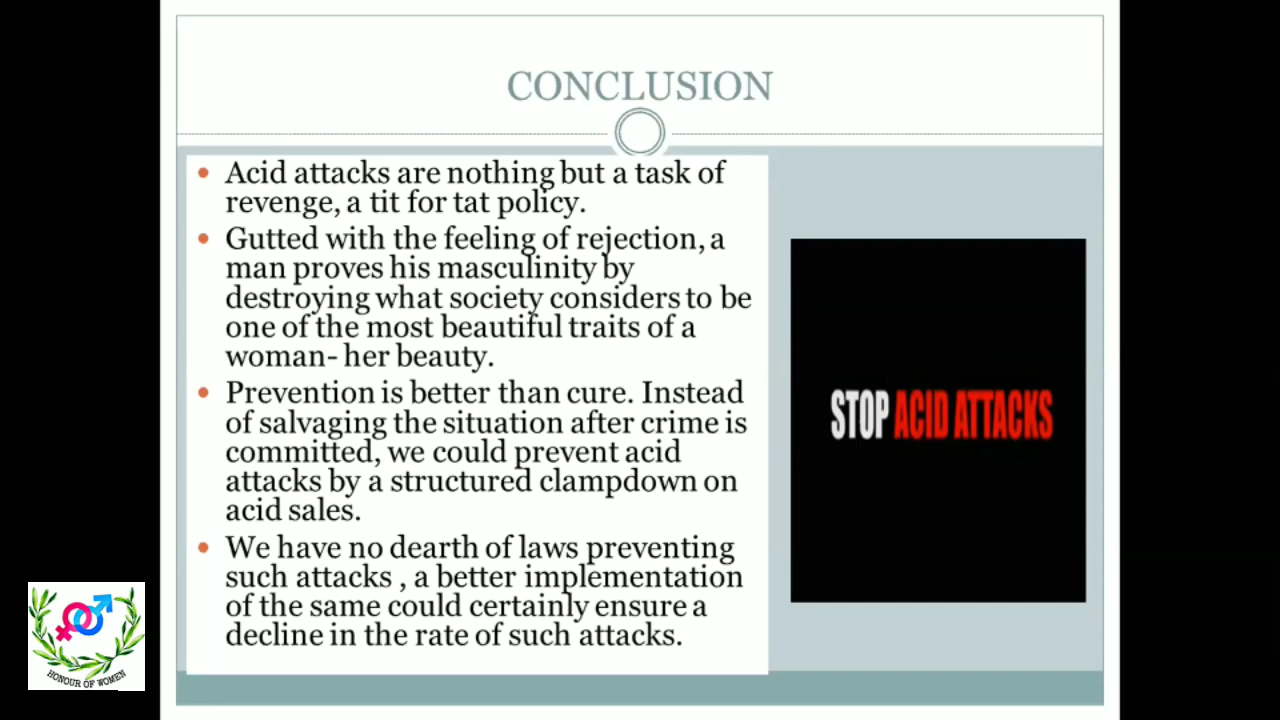 CONCLUSION
Acid attacks are nothing but a task of
revenge, a tit for tat policy.
Gutted with the feeling of rejection, a
man proves his masculinity by
destroying what society considers to be
one of the most beautiful traits of a
woman- her beauty.
Prevention is better than cure. Instead
of salvaging the situation after crime is
committed, we could prevent acid
attacks by a structured clampdown on
acid sales.
We have no dearth of laws preventing
such attacks , a better implementation
of the same could certainly ensure a
decline in the rate of such attacks.
STOP ACID ATTACKS
HONOUR OF WOMEN